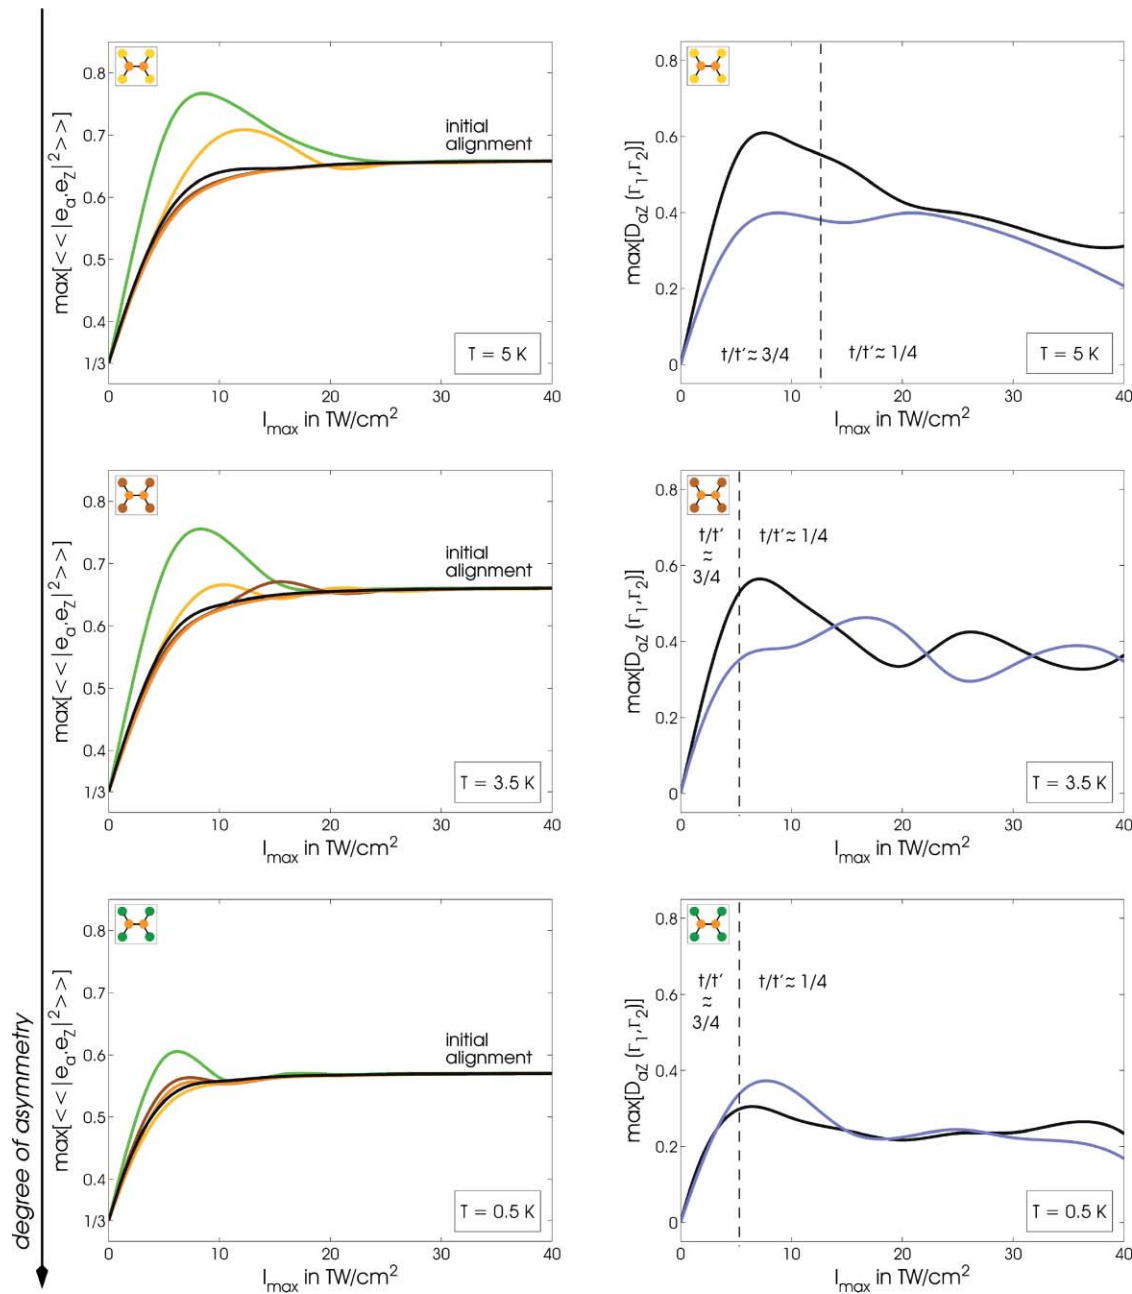 degree of asymmetry
max[<<|e_a.e_Z|²>>]
0.8
0.7
0.6
0.5
0.4
1/3
initial
alignment
T = 5 K
0 10 20 30 40
I_max in TW/cm²
max[D_aZ (Γ₁,Γ₂)]
0.8
0.6
0.4
0.2
0
t/t′ ≈ 3/4
t/t′ ≈ 1/4
T = 5 K
0 10 20 30 40
I_max in TW/cm²
max[<<|e_a.e_Z|²>>]
0.8
0.7
0.6
0.5
0.4
1/3
initial
alignment
T = 3.5 K
0 10 20 30 40
I_max in TW/cm²
max[D_aZ (Γ₁,Γ₂)]
0.8
0.6
0.4
0.2
0
t/t′
≈
3/4
t/t′ ≈ 1/4
T = 3.5 K
0 10 20 30 40
I_max in TW/cm²
max[<<|e_a.e_Z|²>>]
0.8
0.7
0.6
0.5
0.4
1/3
initial
alignment
T = 0.5 K
0 10 20 30 40
I_max in TW/cm²
max[D_aZ (Γ₁,Γ₂)]
0.8
0.6
0.4
0.2
0
t/t′
≈
3/4
t/t′ ≈ 1/4
T = 0.5 K
0 10 20 30 40
I_max in TW/cm²